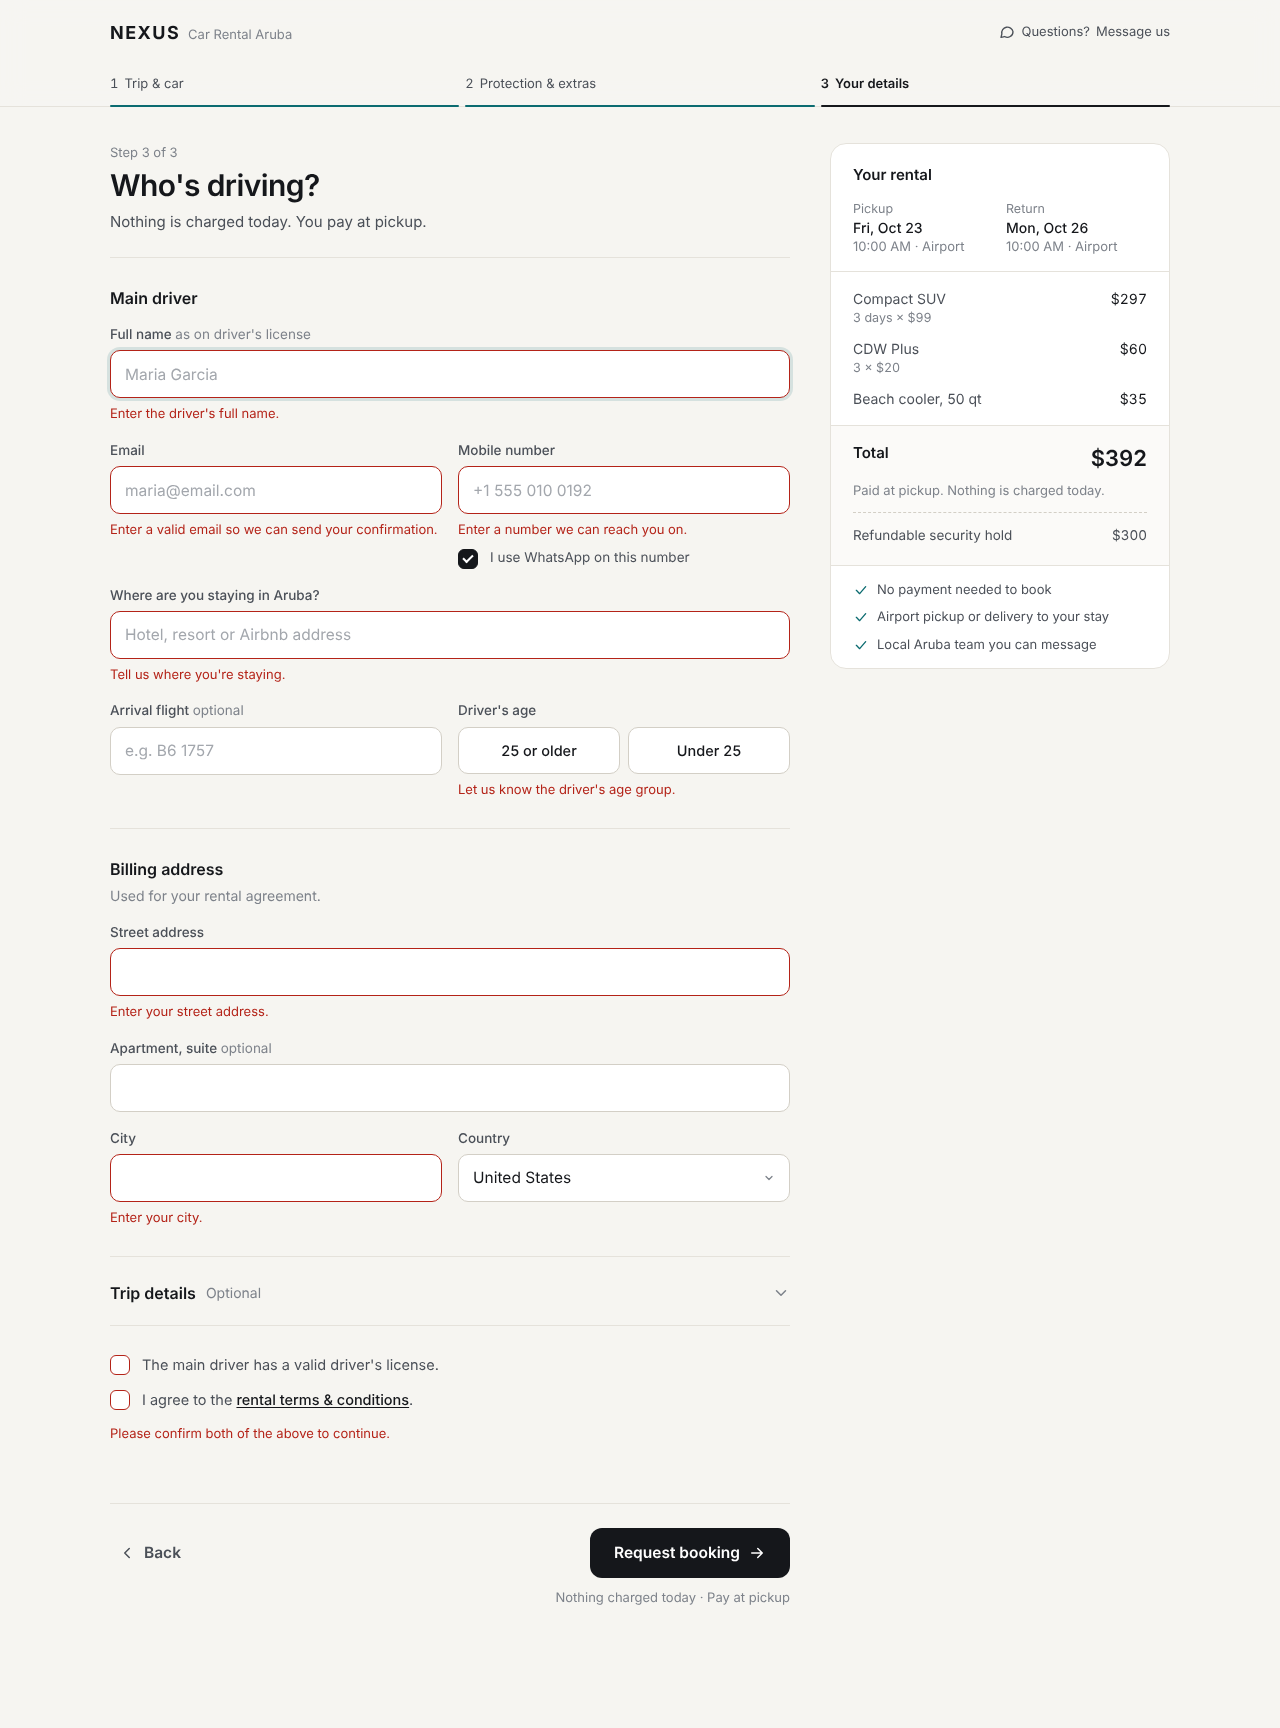 NEXUS Car Rental Aruba
Questions? Message us
1 Trip & car
2 Protection & extras
3 Your details
Step 3 of 3
Who's driving?
Nothing is charged today. You pay at pickup.
Main driver
Full name as on driver's license
Maria Garcia
Enter the driver's full name.
Email
maria@email.com
Enter a valid email so we can send your confirmation.
Mobile number
+1 555 010 0192
Enter a number we can reach you on.
I use WhatsApp on this number
Where are you staying in Aruba?
Hotel, resort or Airbnb address
Tell us where you're staying.
Arrival flight optional
e.g. B6 1757
Driver's age
25 or older
Under 25
Let us know the driver's age group.
Billing address
Used for your rental agreement.
Street address
Enter your street address.
Apartment, suite optional
City
Enter your city.
Country
United States
Trip details Optional
The main driver has a valid driver's license.
I agree to the rental terms & conditions.
Please confirm both of the above to continue.
Back
Request booking
Nothing charged today · Pay at pickup
Your rental
Pickup
Fri, Oct 23
10:00 AM · Airport
Return
Mon, Oct 26
10:00 AM · Airport
Compact SUV $297
3 days × $99
CDW Plus $60
3 × $20
Beach cooler, 50 qt $35
Total $392
Paid at pickup. Nothing is charged today.
Refundable security hold $300
No payment needed to book
Airport pickup or delivery to your stay
Local Aruba team you can message